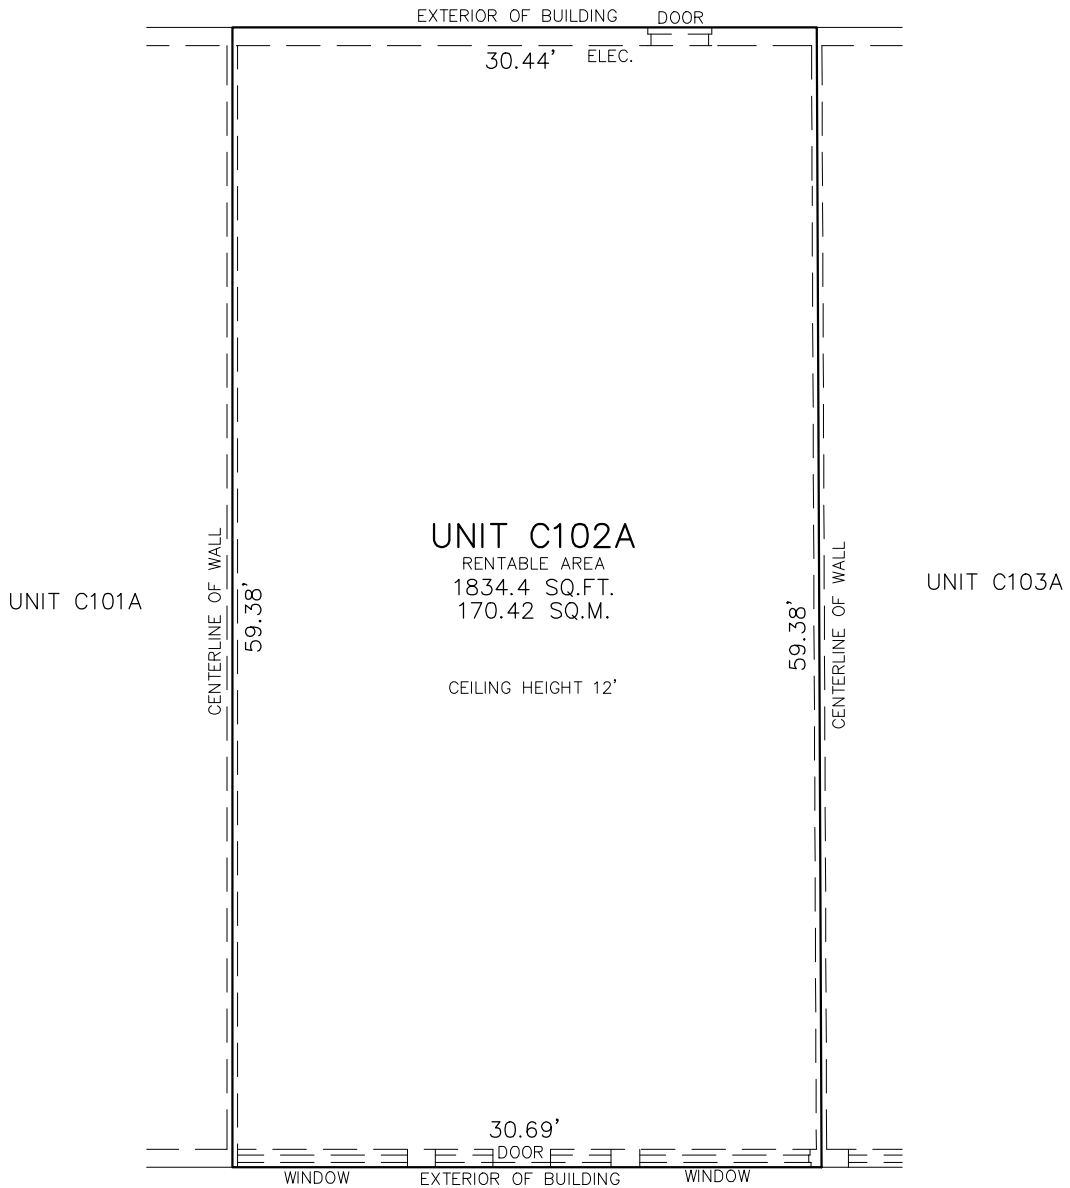 EXTERIOR OF BUILDING
DOOR
30.44'
ELEC.
UNIT C102A
RENTABLE AREA
1834.4 SQ.FT.
170.42 SQ.M.
CEILING HEIGHT 12'
UNIT C101A
CENTERLINE OF WALL
59.38'
59.38'
CENTERLINE OF WALL
UNIT C103A
30.69'
DOOR
WINDOW
EXTERIOR OF BUILDING
WINDOW